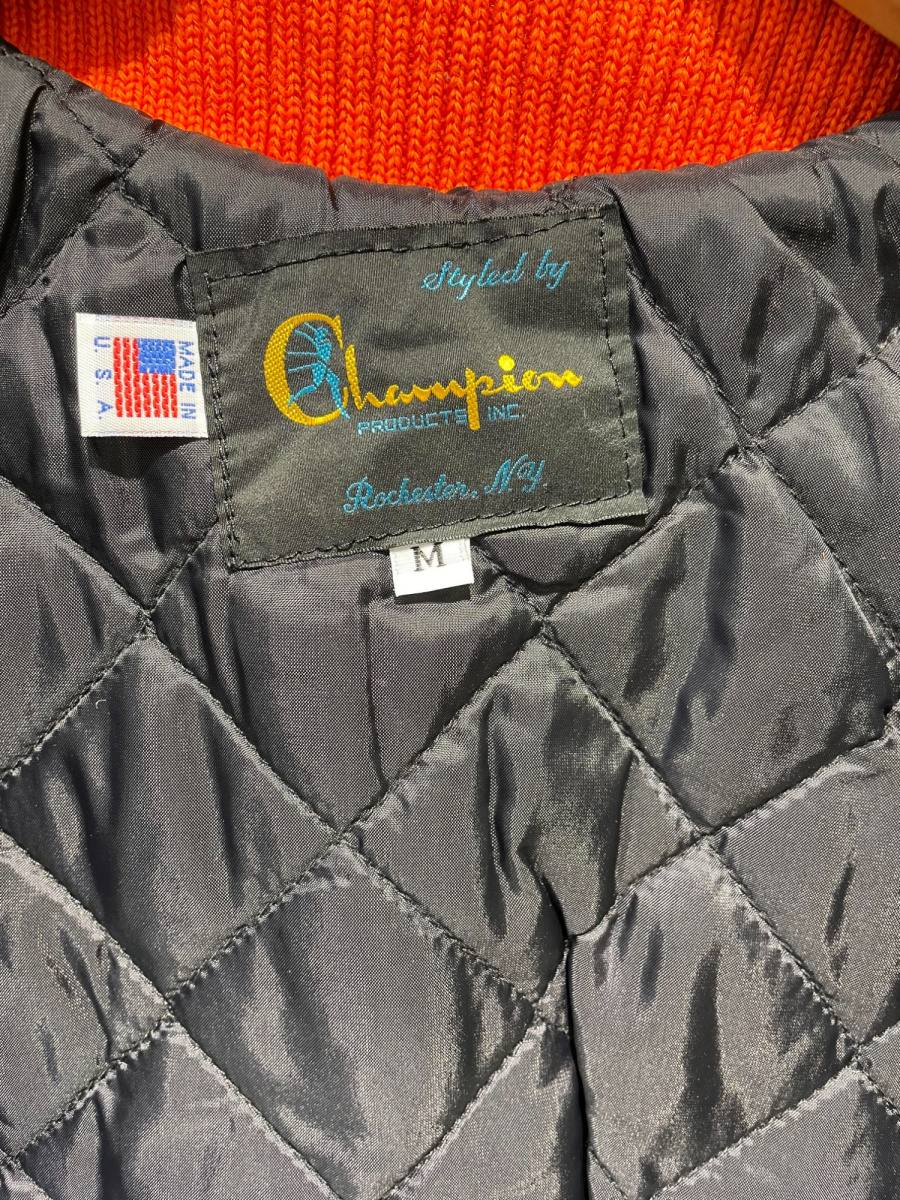 Styled by
Champion
PRODUCTS INC.
Rochester, N.Y.
MADE IN
U. S. A
M